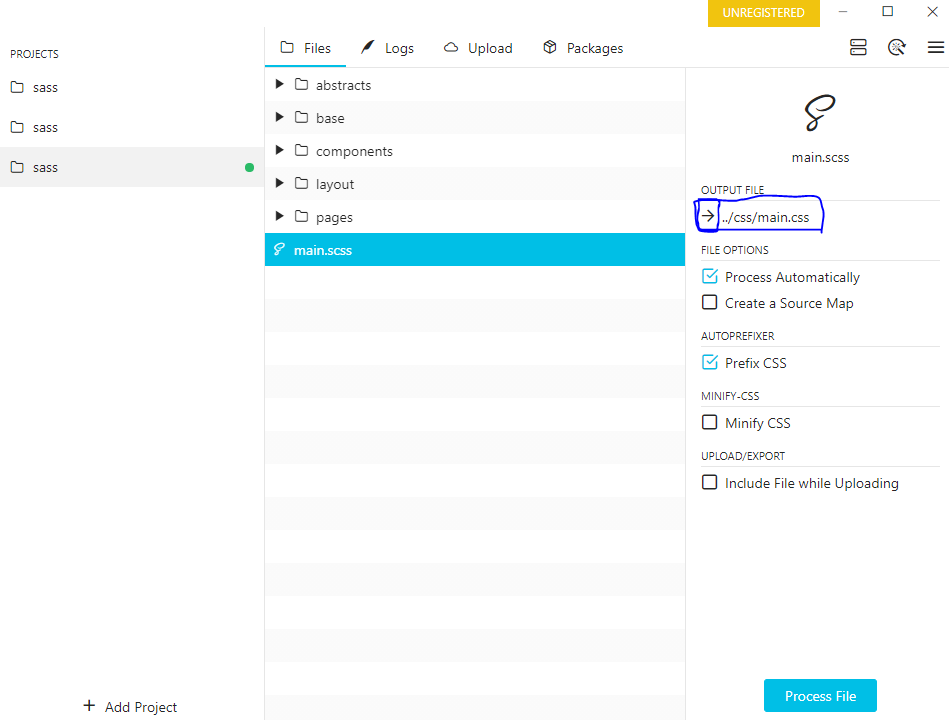 UNREGISTERED
PROJECTS
sass
sass
sass
Add Project
Files Logs Upload Packages
abstracts
base
components
layout
pages
main.scss
main.scss
OUTPUT FILE
../css/main.css
FILE OPTIONS
Process Automatically
Create a Source Map
AUTOPREFIXER
Prefix CSS
MINIFY-CSS
Minify CSS
UPLOAD/EXPORT
Include File while Uploading
Process File